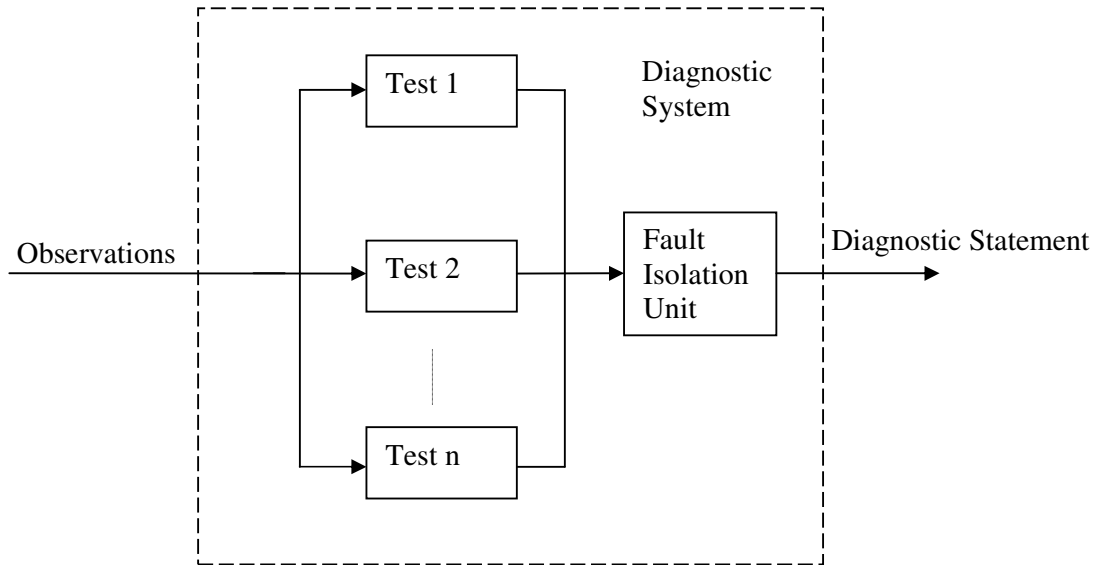 Test 1
Diagnostic
System
Observations
Test 2
Fault
Isolation
Unit
Diagnostic Statement
Test n